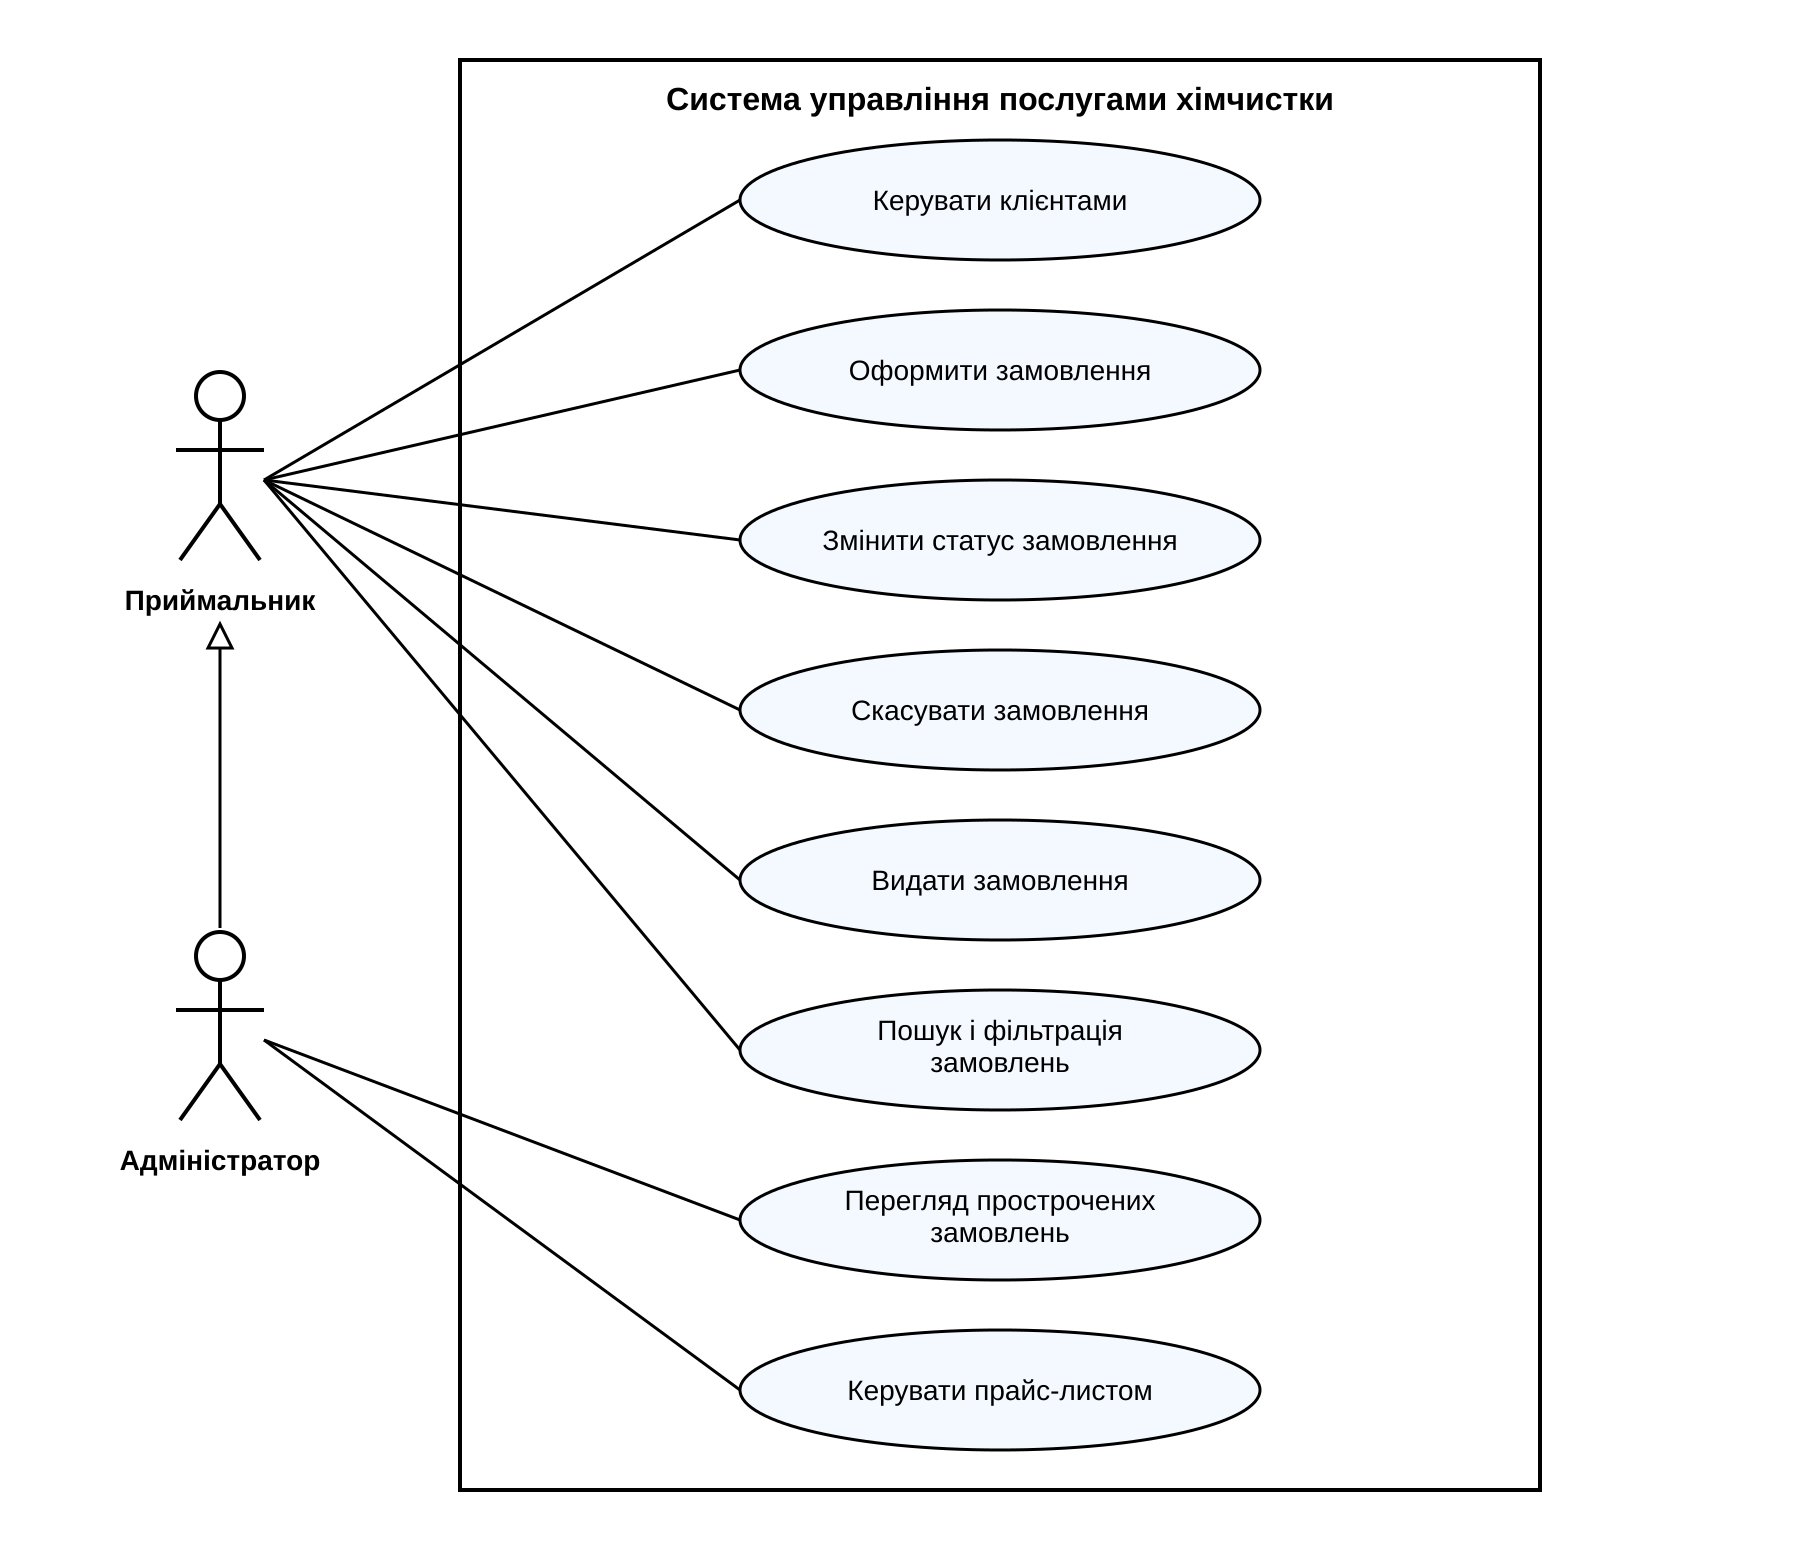 Система управління послугами хімчистки
Керувати клієнтами
Оформити замовлення
Змінити статус замовлення
Приймальник
Скасувати замовлення
Видати замовлення
Пошук і фільтрація
замовлень
Адміністратор
Перегляд прострочених
замовлень
Керувати прайс-листом